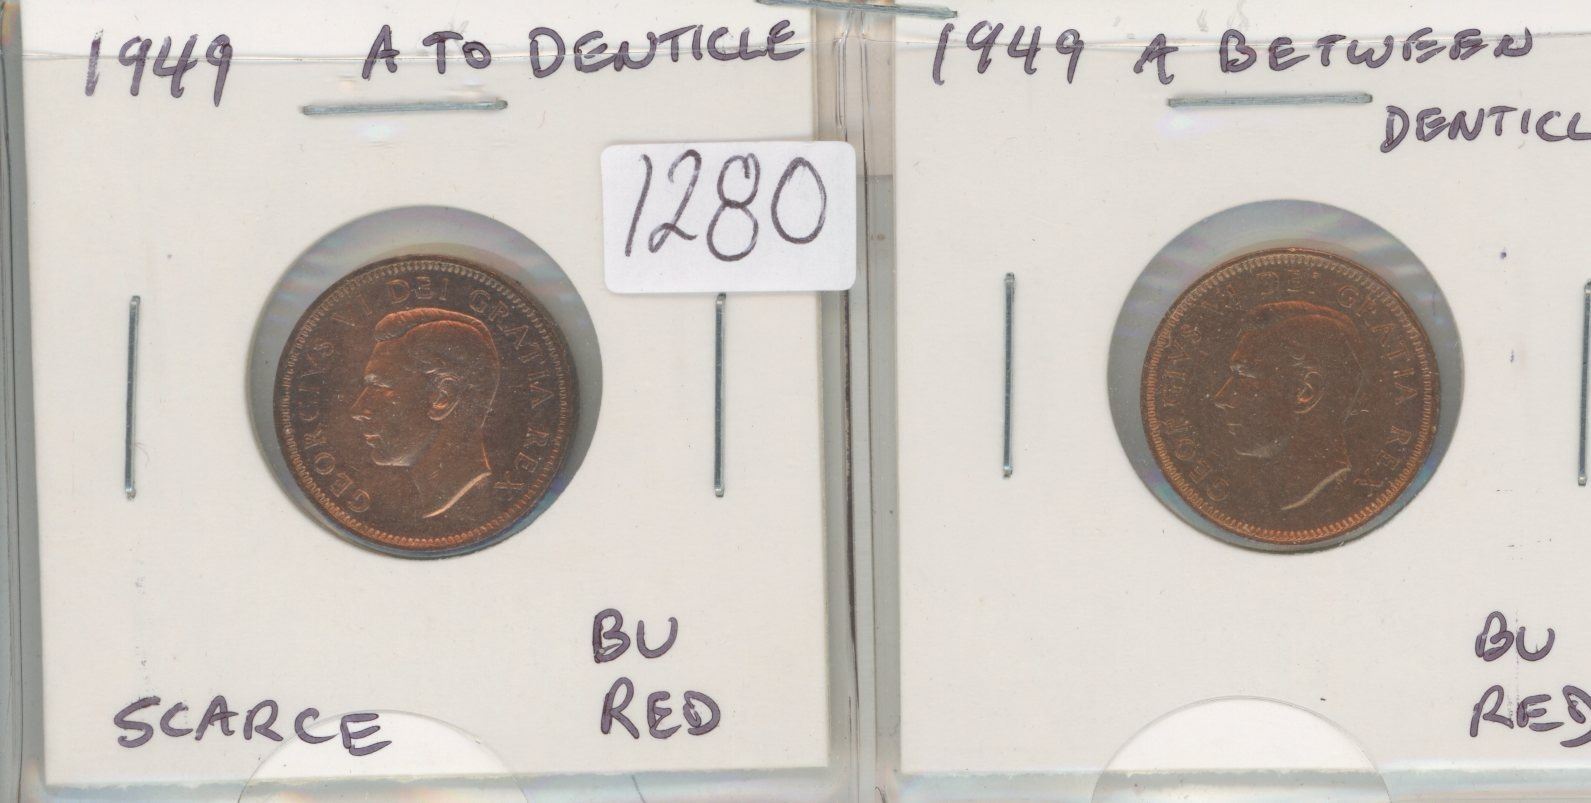 1949 A TO DENTICLE
1280
GEORGIVS VI DEI GRATIA REX
SCARCE
BU
RED
1949 A BETWEEN
DENTICL
GEORGIVS VI DEI GRATIA REX
BU
RED